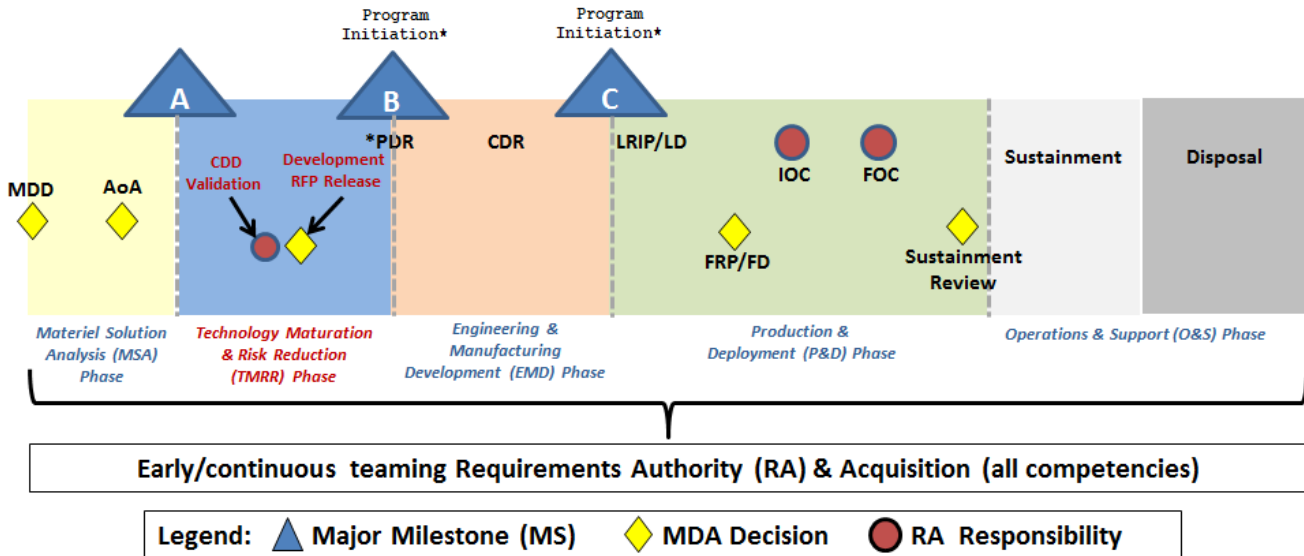 Program
Initiation*
Program
Initiation*
A
B
C
*PDR
CDR
LRIP/LD
IOC
FOC
Sustainment
Disposal
CDD
Validation
Development
RFP Release
MDD
AoA
FRP/FD
Sustainment
Review
Materiel Solution
Analysis (MSA)
Phase
Technology Maturation
& Risk Reduction
(TMRR) Phase
Engineering &
Manufacturing
Development (EMD) Phase
Production &
Deployment (P&D) Phase
Operations & Support (O&S) Phase
Early/continuous teaming Requirements Authority (RA) & Acquisition (all competencies)
Legend: Major Milestone (MS) MDA Decision RA Responsibility